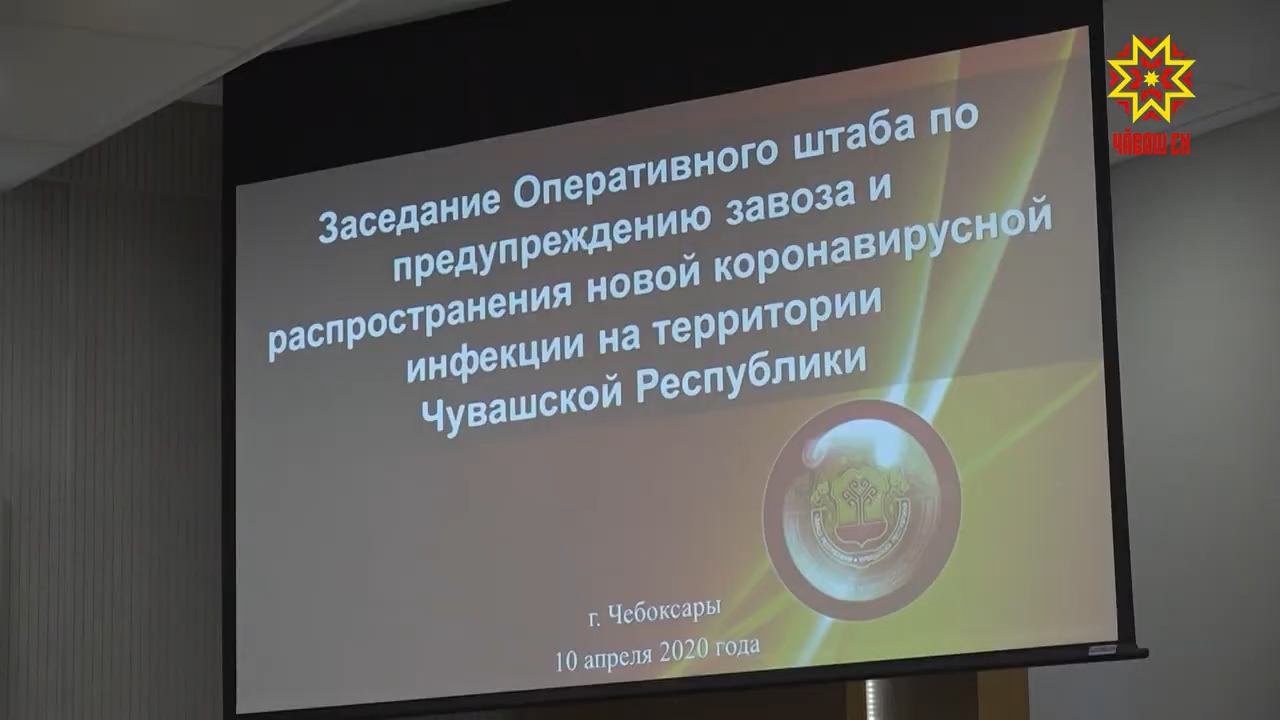 Заседание Оперативного штаба по
предупреждению завоза и
распространения новой коронавирусной
инфекции на территории
Чувашской Республики
г. Чебоксары
10 апреля 2020 года
ЧӐВАШ ЕН